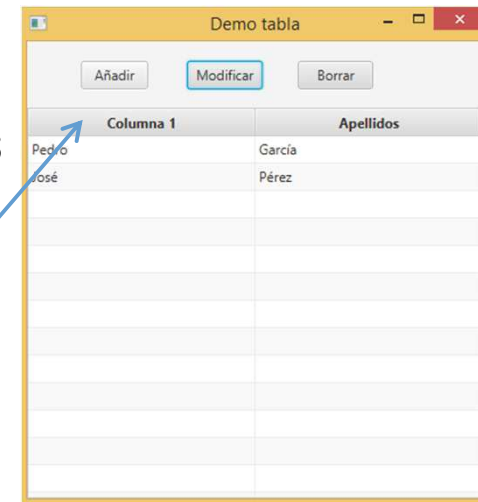 Demo tabla
Añadir Modificar Borrar
Columna 1 Apellidos
Pedro García
José Pérez